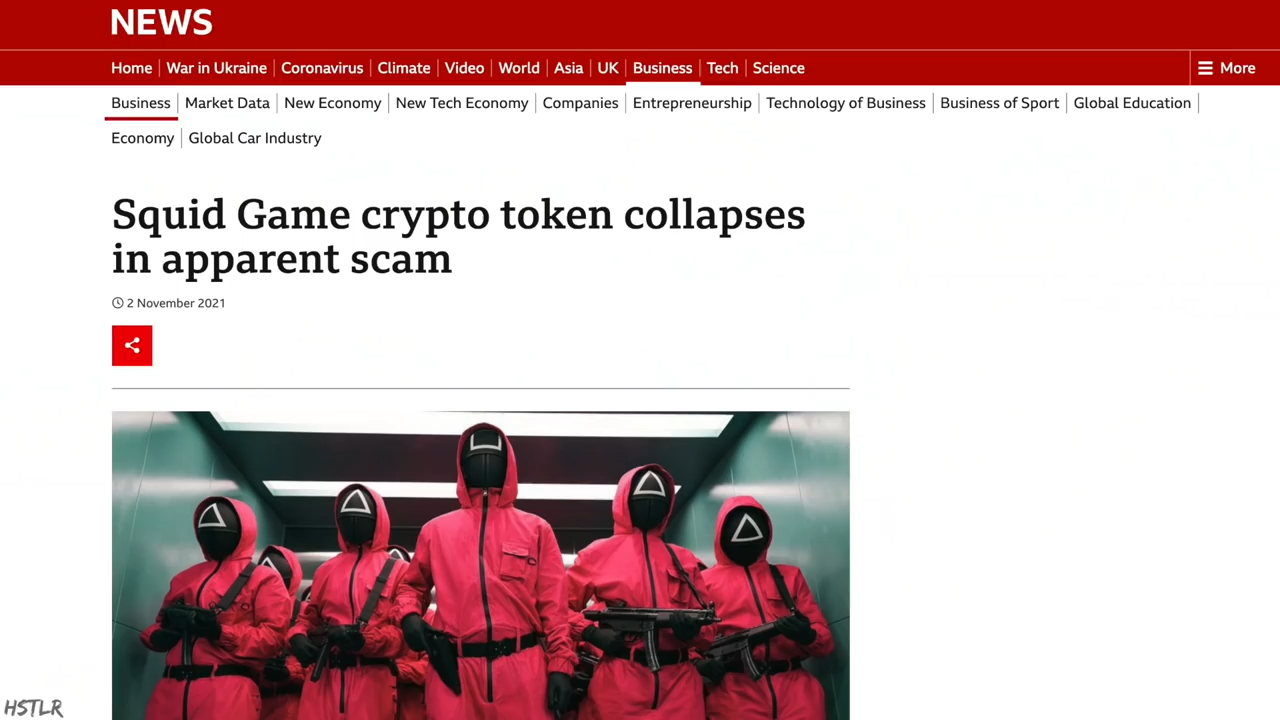 NEWS
Home War in Ukraine Coronavirus Climate Video World Asia UK Business Tech Science More
Business Market Data New Economy New Tech Economy Companies Entrepreneurship Technology of Business Business of Sport Global Education
Economy Global Car Industry
Squid Game crypto token collapses
in apparent scam
2 November 2021
HSTLR